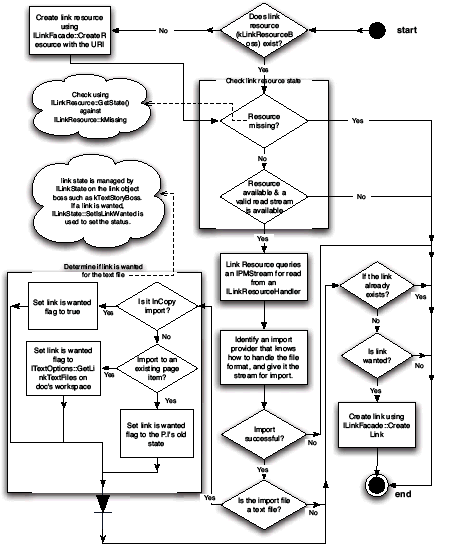 Create link resource
using
ILinkFacade::CreateR
esource with the URI
No
Does link
resource
(kLinkResourceB
oss) exist?
start
Yes
Check link resource state
Check using
ILinkResource::GetState()
against
ILinkResource::kMissing
Resource
missing?
Yes
No
link state is managed by
ILinkState on the link object
boss such as kTextStoryBoss.
If a link is wanted,
ILinkState::SetIsLinkWanted is
used to set the status.
Resource
available & a
valid read stream
is available
No
Yes
Link Resource queries
an IPMStream for read
from an
ILinkResourceHandler
Determine if link is wanted
for the text file
Set link is wanted
flag to true
Yes
Is it InCopy
import?
No
If the link
already
exists?
Yes
No
Identify an import
provider that knows
how to handle the file
format, and give it the
stream for import.
Set link is wanted
flag to
ITextOptions::GetLi
nkTextFiles on
doc's workspace
Yes
Import to an
existing page
item?
Yes
Is link
wanted?
No
Yes
Set link is wanted
flag to the P.I's old
state
Import
successful?
No
Yes
Create link using
ILinkFacade::Create
Link
Yes
Is the import file
a text file?
No
end